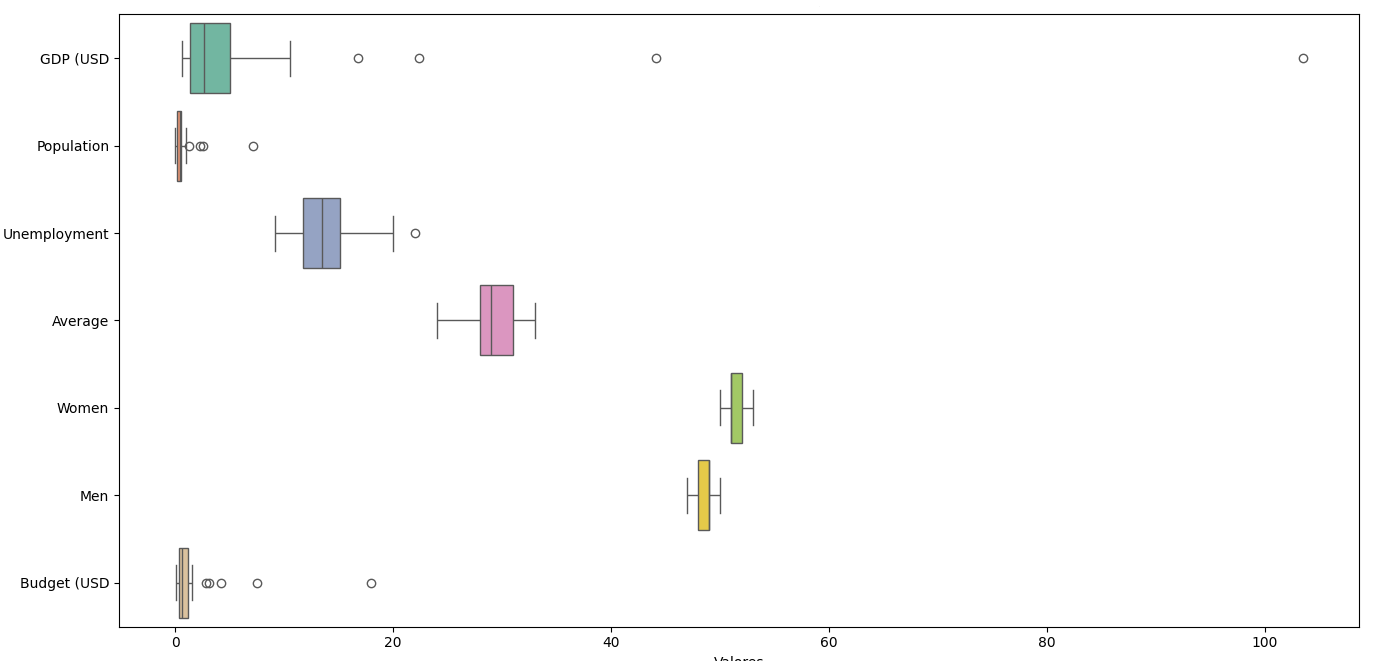 GDP (USD
Population
Unemployment
Average
Women
Men
Budget (USD
0 20 40 60 80 100
Valores